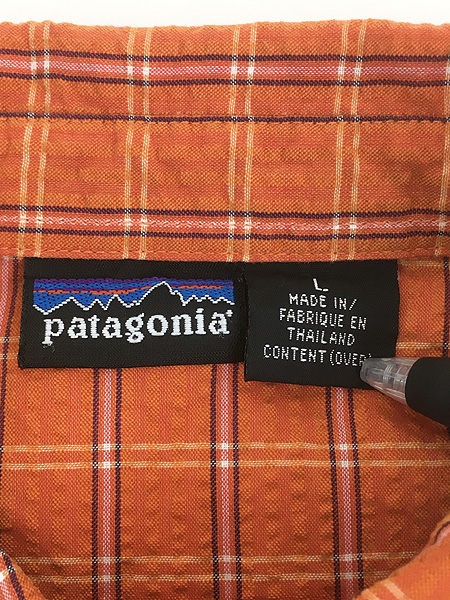 patagonia®
L
MADE IN/
FABRIQUE EN
THAILAND
CONTENT(OVER)